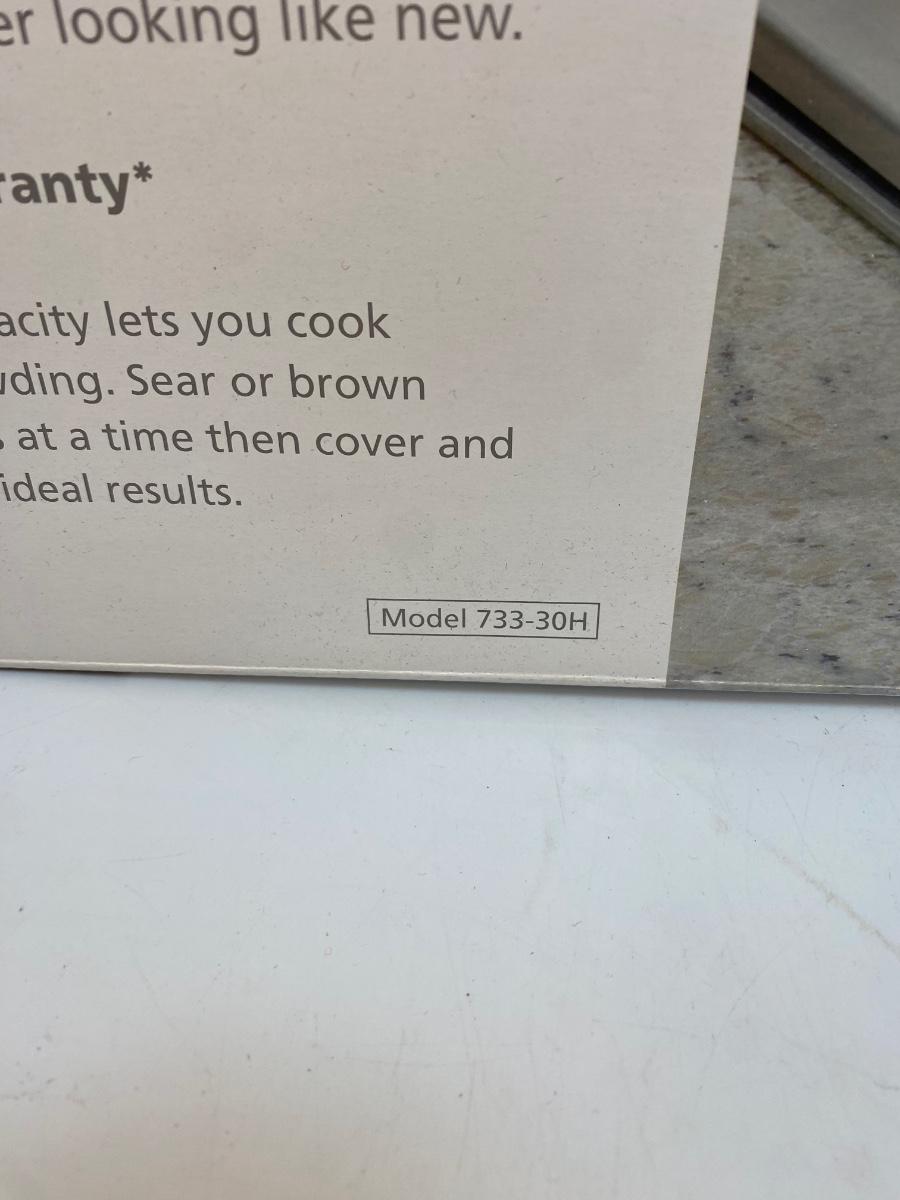 er looking like new.
ranty*
acity lets you cook
wding. Sear or brown
at a time then cover and
ideal results.
Model 733-30H